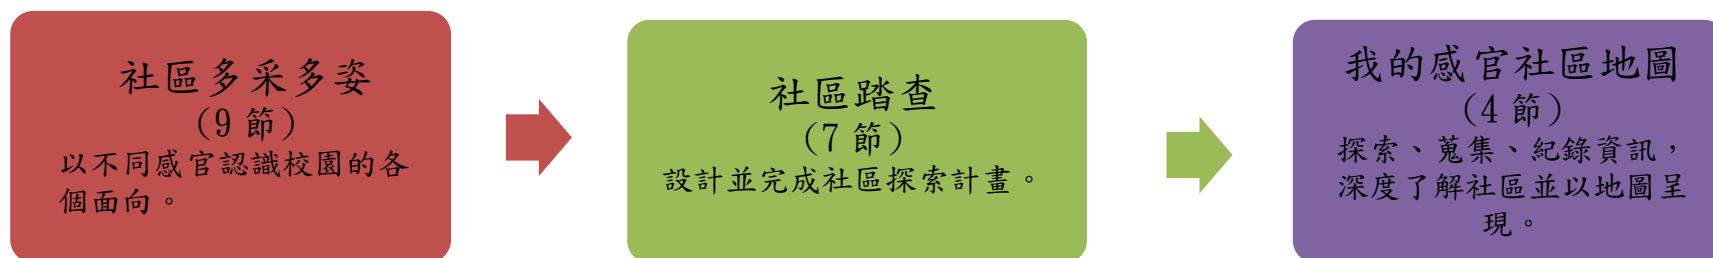 社區多采多姿
(9 節)
以不同感官認識校園的各
個面向。
社區踏查
(7 節)
設計並完成社區探索計畫。
我的感官社區地圖
(4 節)
探索、蒐集、紀錄資訊，
深度了解社區並以地圖呈
現。